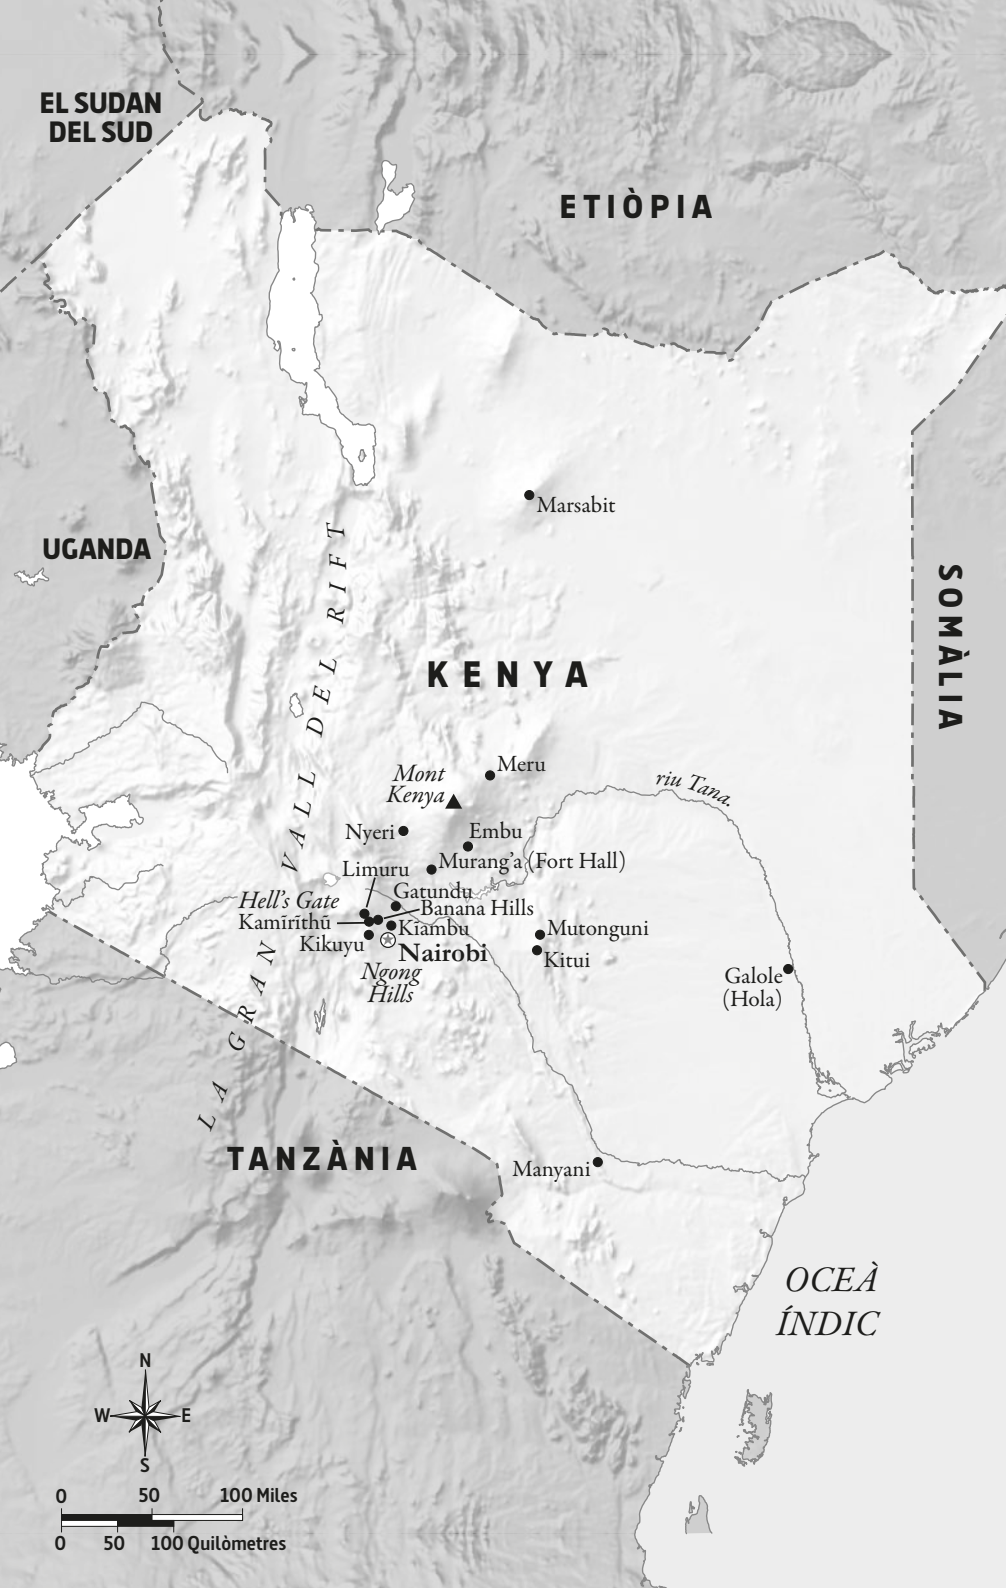 EL SUDAN
DEL SUD
ETIÒPIA
UGANDA
SOMÀLIA
Marsabit
KENYA
LA GRAN VALL DEL RIFT
Meru
Mont
Kenya
riu Tana.
Nyeri
Embu
Murang’a (Fort Hall)
Limuru
Gatundu
Hell’s Gate
Banana Hills
Kamĩrĩthũ
Kĩambu
Kikuyu
Nairobi
Mutonguni
Kitui
Ngong
Hills
Galole
(Hola)
Manyani
TANZÀNIA
OCEÀ
ÍNDIC
N
W E
S
0 50 100 Miles
0 50 100 Quilòmetres